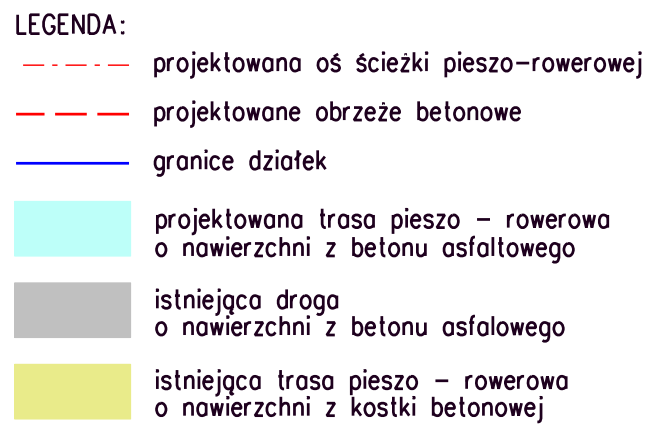 LEGENDA:
projektowana oś ścieżki pieszo-rowerowej
projektowane obrzeże betonowe
granice działek
projektowana trasa pieszo - rowerowa
o nawierzchni z betonu asfaltowego
istniejąca droga
o nawierzchni z betonu asfalowego
istniejąca trasa pieszo - rowerowa
o nawierzchni z kostki betonowej